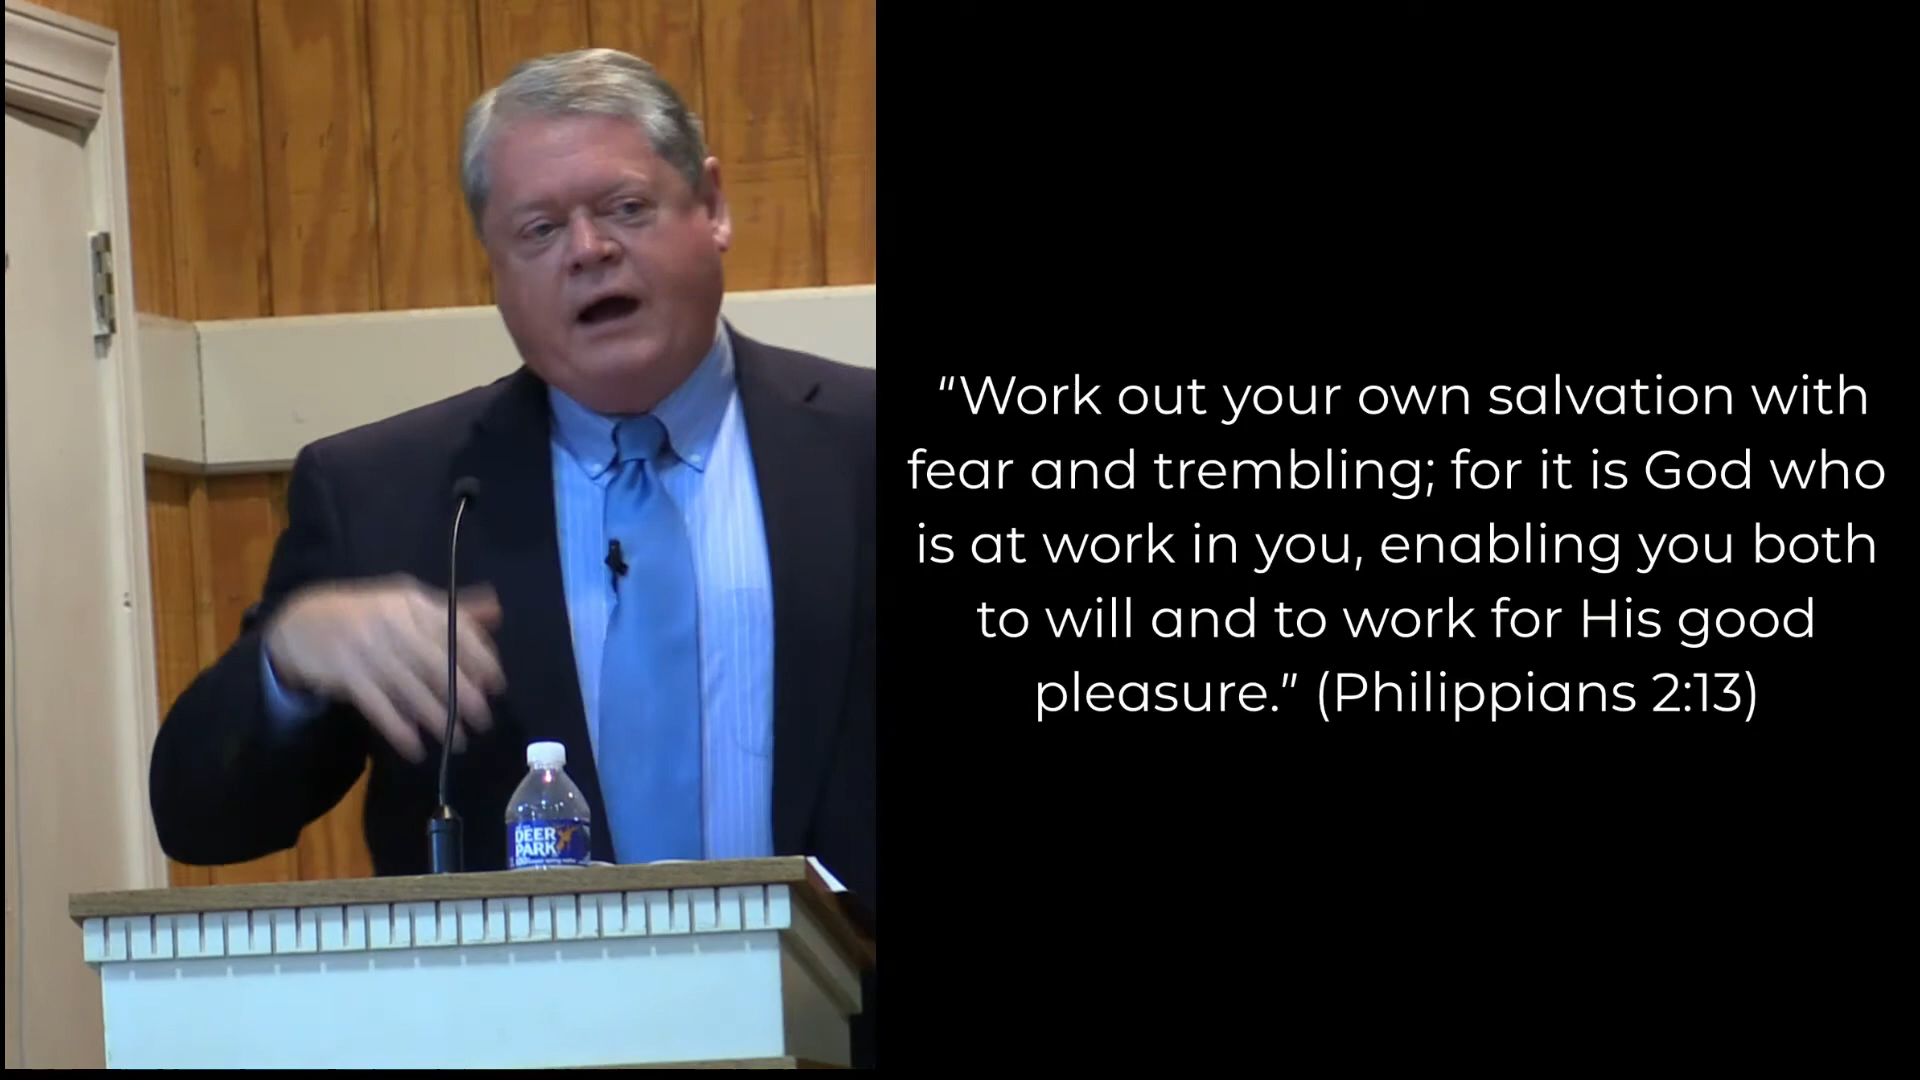 “Work out your own salvation with
fear and trembling; for it is God who
is at work in you, enabling you both
to will and to work for His good
pleasure.” (Philippians 2:13)
DEER
PARK